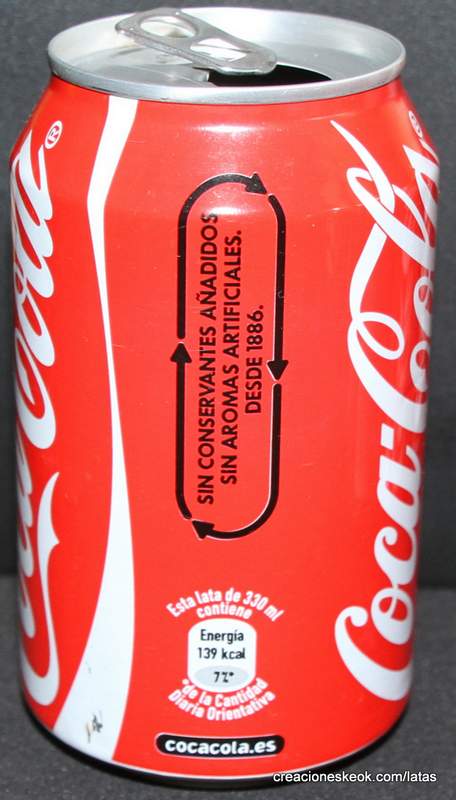 Coca-Cola®
SIN CONSERVANTES AÑADIDOS
SIN AROMAS ARTIFICIALES.
DESDE 1886.
Coca-Cola®
Esta lata de 330 ml
contiene
Energía
139 kcal
7%*
*de la Cantidad
Diaria Orientativa
cocacola.es
creacioneskeok.com/latas